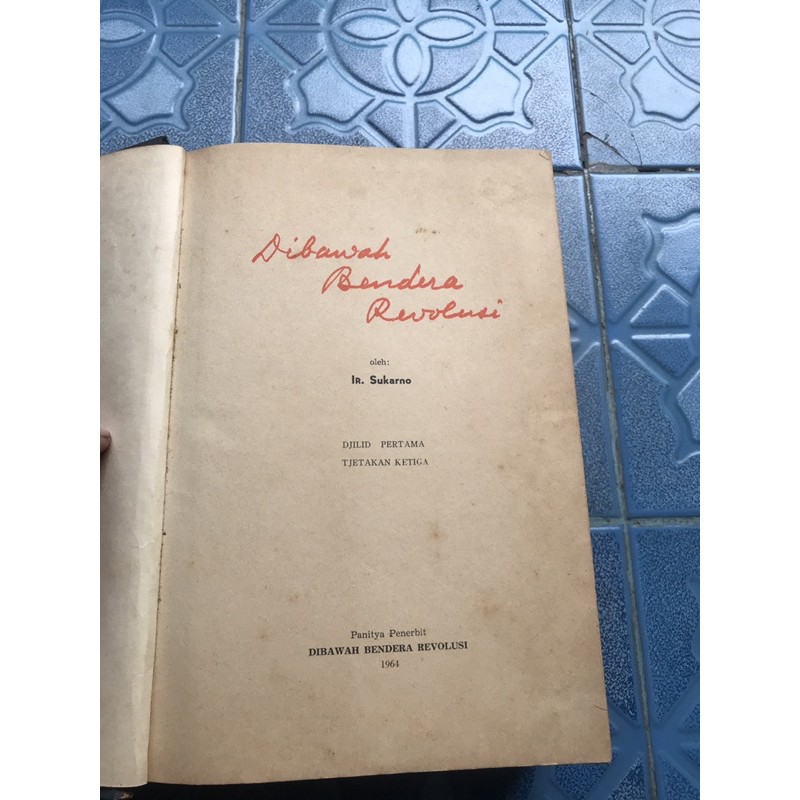 Dibawah
Bendera
Revolusi
oleh:
Ir. Sukarno
DJILID PERTAMA
TJETAKAN KETIGA
Panitya Penerbit
DIBAWAH BENDERA REVOLUSI
1964